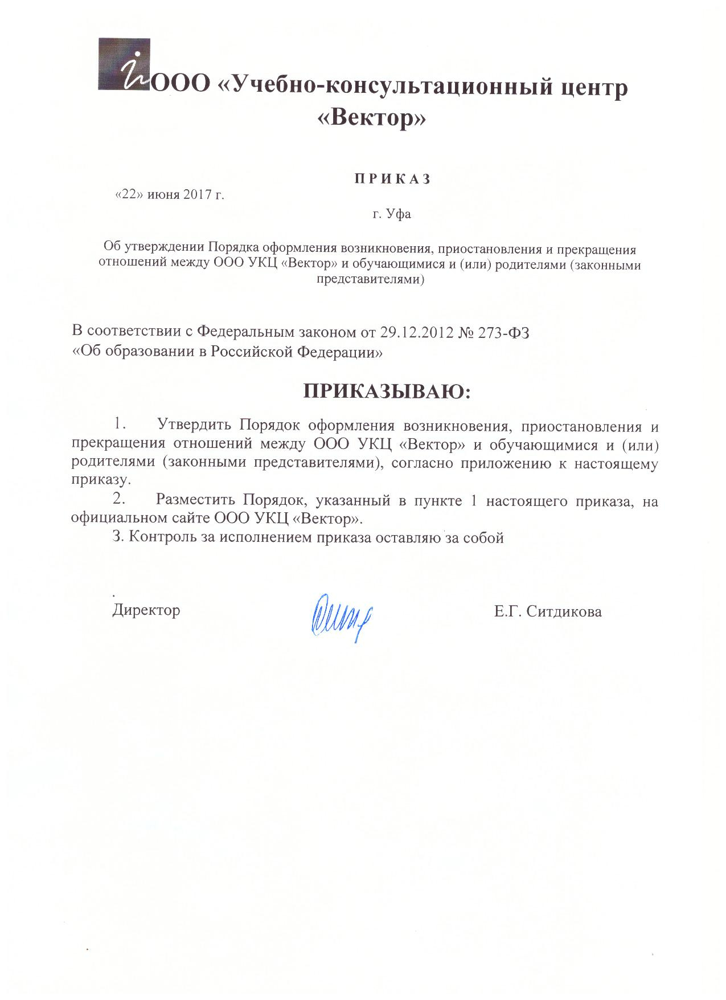 ООО «Учебно-консультационный центр
«Вектор»
П Р И К А З
«22» июня 2017 г.
г. Уфа
Об утверждении Порядка оформления возникновения, приостановления и прекращения
отношений между ООО УКЦ «Вектор» и обучающимися и (или) родителями (законными
представителями)
В соответствии с Федеральным законом от 29.12.2012 № 273-ФЗ
«Об образовании в Российской Федерации»
ПРИКАЗЫВАЮ:
1. Утвердить Порядок оформления возникновения, приостановления и
прекращения отношений между ООО УКЦ «Вектор» и обучающимися и (или)
родителями (законными представителями), согласно приложению к настоящему
приказу.
2. Разместить Порядок, указанный в пункте 1 настоящего приказа, на
официальном сайте ООО УКЦ «Вектор».
3. Контроль за исполнением приказа оставляю за собой
.
Директор Е.Г. Ситдикова